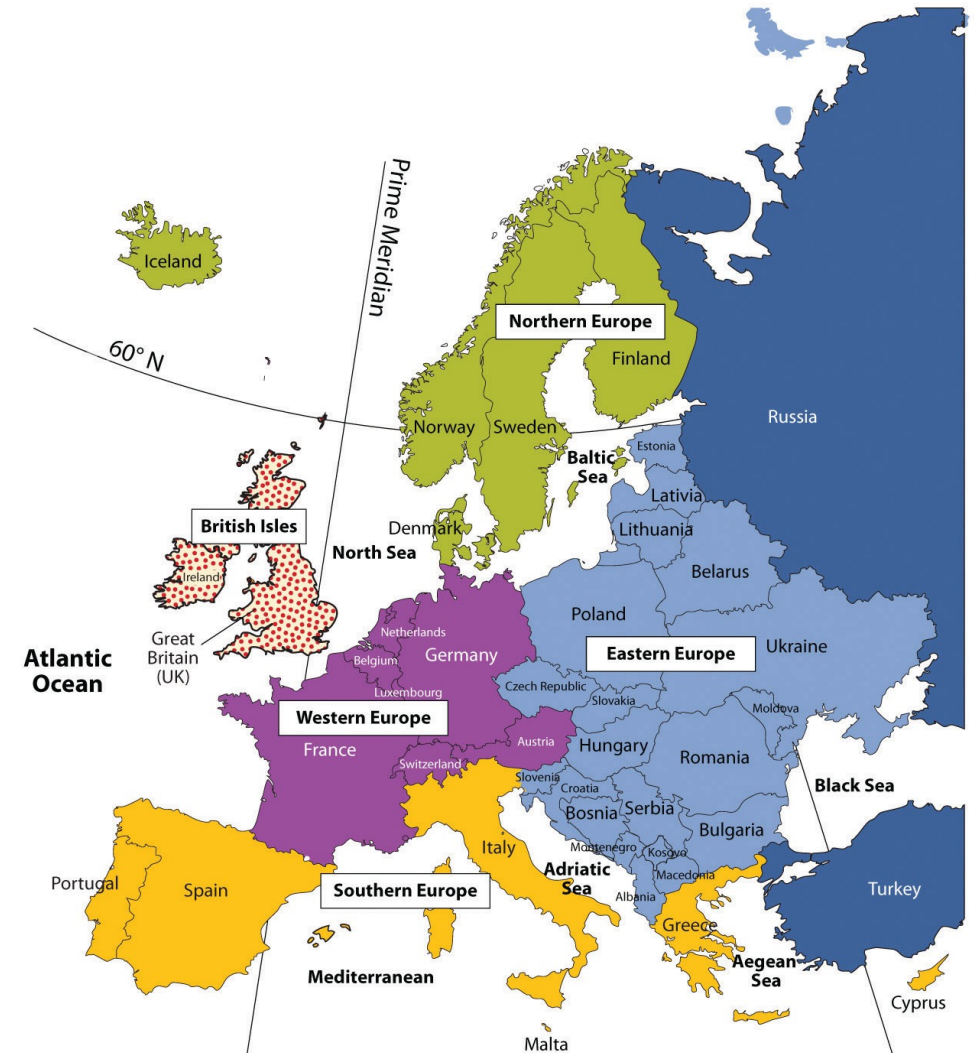 Prime Meridian
Iceland
Northern Europe
60° N
Finland
Russia
Norway
Sweden
Estonia
Baltic
Sea
Latvia
Lithuania
British Isles
Denmark
North Sea
Ireland
Belarus
Poland
Netherlands
Great
Britain
(UK)
Ukraine
Germany
Eastern Europe
Belgium
Atlantic
Ocean
Czech Republic
Luxembourg
Slovakia
Moldova
Western Europe
Austria
Hungary
France
Romania
Switzerland
Slovenia
Black Sea
Croatia
Serbia
Bosnia
Bulgaria
Italy
Montenegro
Kosovo
Adriatic
Sea
Macedonia
Portugal
Spain
Southern Europe
Turkey
Albania
Greece
Aegean
Sea
Mediterranean
Cyprus
Malta